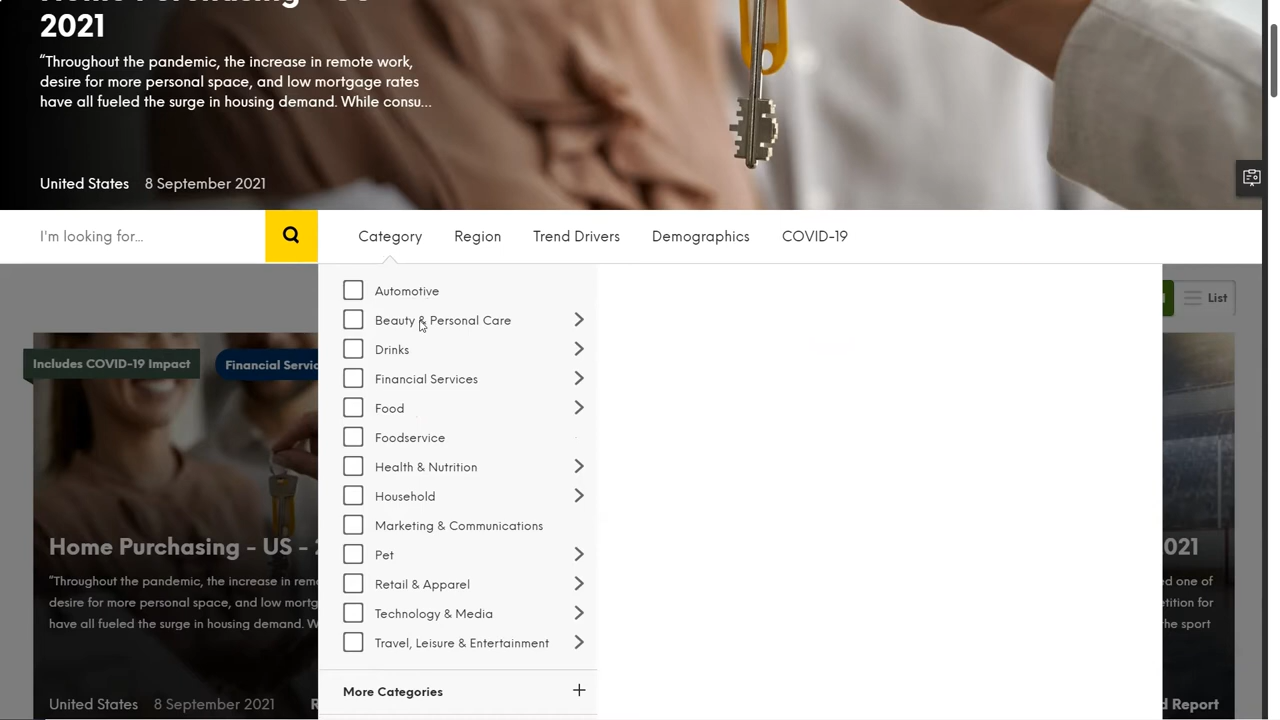 2021
"Throughout the pandemic, the increase in remote work,
desire for more personal space, and low mortgage rates
have all fueled the surge in housing demand. While consu...
United States 8 September 2021
I'm looking for...
Category Region Trend Drivers Demographics COVID-19
Automotive
Beauty & Personal Care
Drinks
Financial Services
Food
Foodservice
Health & Nutrition
Household
Marketing & Communications
Pet
Retail & Apparel
Technology & Media
Travel, Leisure & Entertainment
More Categories
List
Includes COVID-19 Impact
Financial
Home Purchasing - US -
"Throughout the pandemic, the increase in
desire for more personal space, and low
have all fueled the surge in housing demand.
United States 8 September 2021
2021
ed one of
etition for
he sport
Report